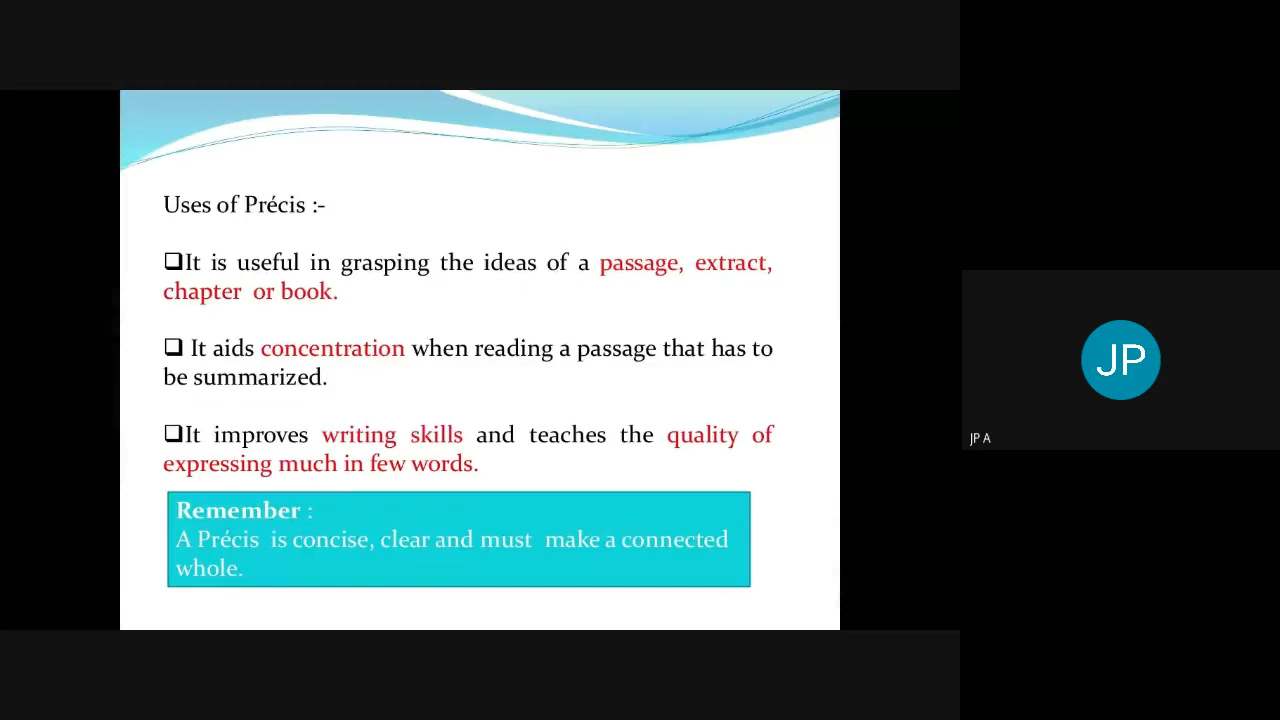 Uses of Précis :-
❑It is useful in grasping the ideas of a passage, extract,
chapter or book.
❑ It aids concentration when reading a passage that has to
be summarized.
❑It improves writing skills and teaches the quality of
expressing much in few words.
Remember :
A Précis is concise, clear and must make a connected
whole.
JP
JP A